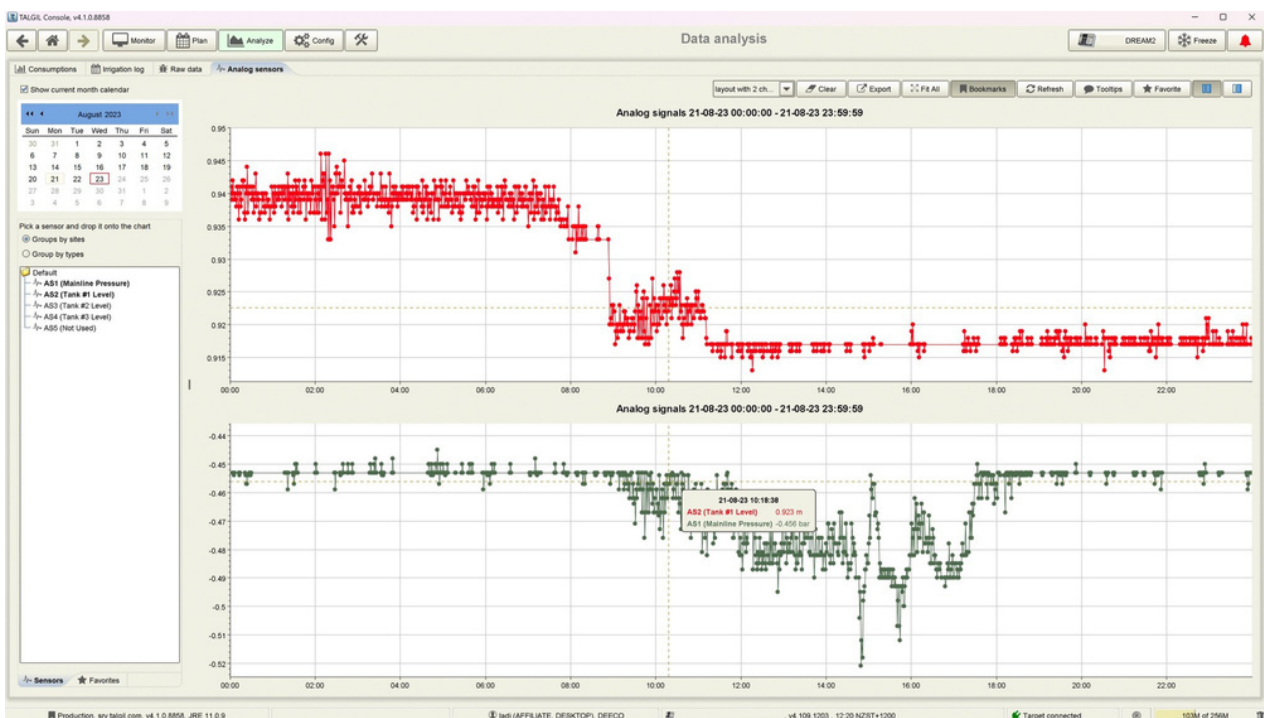 TALGIL Console, v4.1.0.8858
Monitor Plan Analyze Config Data analysis DREAM2 Freeze
Consumptions Irrigation log Raw data Analog sensors
Show current month calendar layout with 2 ch... Clear Export Fit All Bookmarks Refresh Tooltips Favorite
August 2023
Sun Mon Tue Wed Thu Fri Sat
30 31 1 2 3 4 5
6 7 8 9 10 11 12
13 14 15 16 17 18 19
20 21 22 23 24 25 26
27 28 29 30 31 1 2
3 4 5 6 7 8 9
Pick a sensor and drop it onto the chart
Groups by sites
Group by types
Default
AS1 (Mainline Pressure)
AS2 (Tank #1 Level)
AS3 (Tank #2 Level)
AS4 (Tank #3 Level)
AS5 (Not Used)
Sensors Favorites
Analog signals 21-08-23 00:00:00 - 21-08-23 23:59:59
0.95
0.945
0.94
0.935
0.93
0.925
0.92
0.915
00:00 02:00 04:00 06:00 08:00 10:00 12:00 14:00 16:00 18:00 20:00 22:00
Analog signals 21-08-23 00:00:00 - 21-08-23 23:59:59
-0.44
-0.45
-0.46
-0.47
-0.48
-0.49
-0.5
-0.51
-0.52
21-08-23 10:18:38
AS2 (Tank #1 Level) 0.923 m
AS1 (Mainline Pressure) -0.456 bar
00:00 02:00 04:00 06:00 08:00 10:00 12:00 14:00 16:00 18:00 20:00 22:00
Production, srv.talgil.com, v4.1.0.8858, JRE 11.0.9 (AFFILIATE, DESKTOP), DEECO v4.109.1203 12:20 NZST+1200 Target connected 103M of 256M